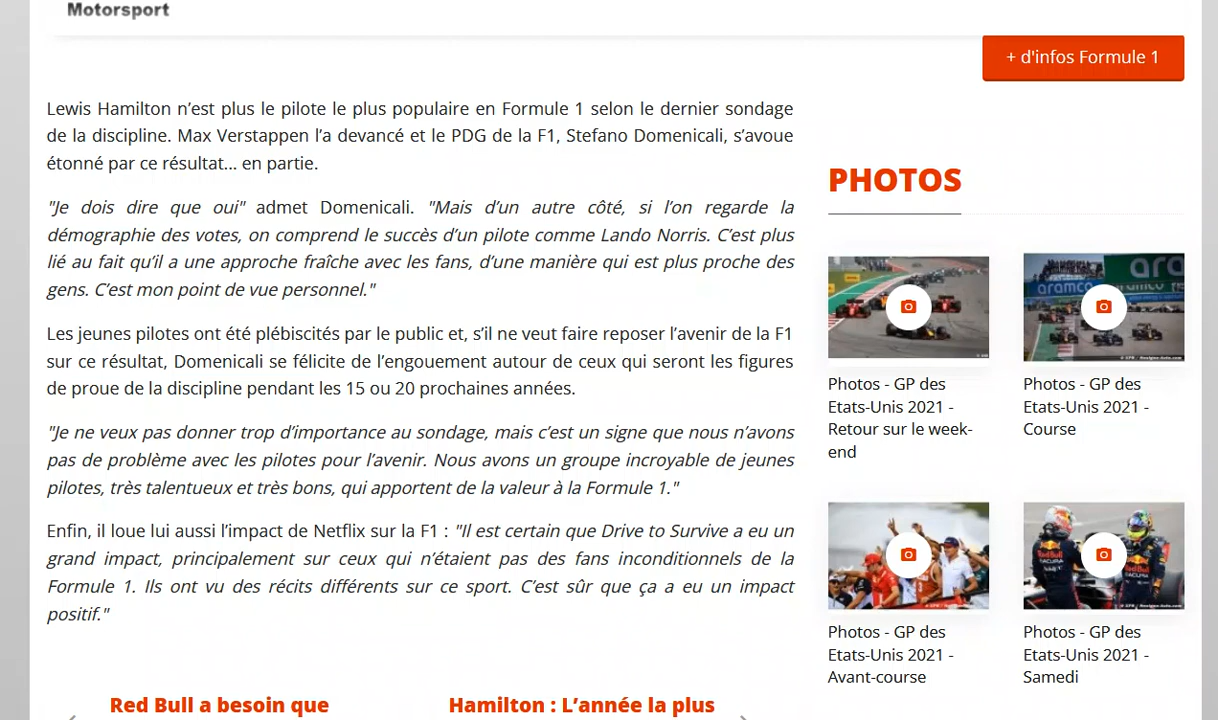 Motorsport
+ d'infos Formule 1
Lewis Hamilton n’est plus le pilote le plus populaire en Formule 1 selon le dernier sondage
de la discipline. Max Verstappen l’a devancé et le PDG de la F1, Stefano Domenicali, s’avoue
étonné par ce résultat... en partie.
"Je dois dire que oui" admet Domenicali. "Mais d’un autre côté, si l’on regarde la
démographie des votes, on comprend le succès d’un pilote comme Lando Norris. C’est plus
lié au fait qu’il a une approche fraîche avec les fans, d’une manière qui est plus proche des
gens. C’est mon point de vue personnel."
Les jeunes pilotes ont été plébiscités par le public et, s’il ne veut faire reposer l’avenir de la F1
sur ce résultat, Domenicali se félicite de l’engouement autour de ceux qui seront les figures
de proue de la discipline pendant les 15 ou 20 prochaines années.
"Je ne veux pas donner trop d’importance au sondage, mais c’est un signe que nous n’avons
pas de problème avec les pilotes pour l’avenir. Nous avons un groupe incroyable de jeunes
pilotes, très talentueux et très bons, qui apportent de la valeur à la Formule 1."
Enfin, il loue lui aussi l’impact de Netflix sur la F1 : "Il est certain que Drive to Survive a eu un
grand impact, principalement sur ceux qui n’étaient pas des fans inconditionnels de la
Formule 1. Ils ont vu des récits différents sur ce sport. C’est sûr que ça a eu un impact
positif."
Red Bull a besoin que
Hamilton : L’année la plus
PHOTOS
aramco
Photos - GP des
Etats-Unis 2021 -
Retour sur le week-
end
Photos - GP des
Etats-Unis 2021 -
Course
Red Bull
ACURA
Photos - GP des
Etats-Unis 2021 -
Avant-course
Photos - GP des
Etats-Unis 2021 -
Samedi